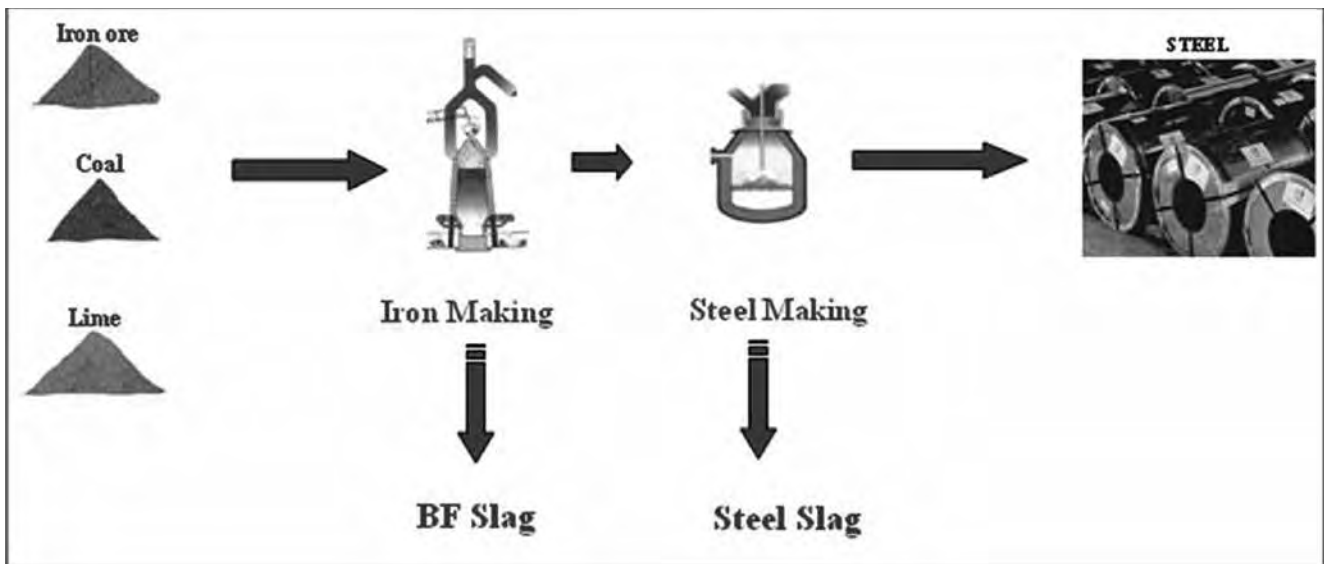 Iron ore
Coal
Lime
Iron Making
Steel Making
STEEL
BF Slag
Steel Slag